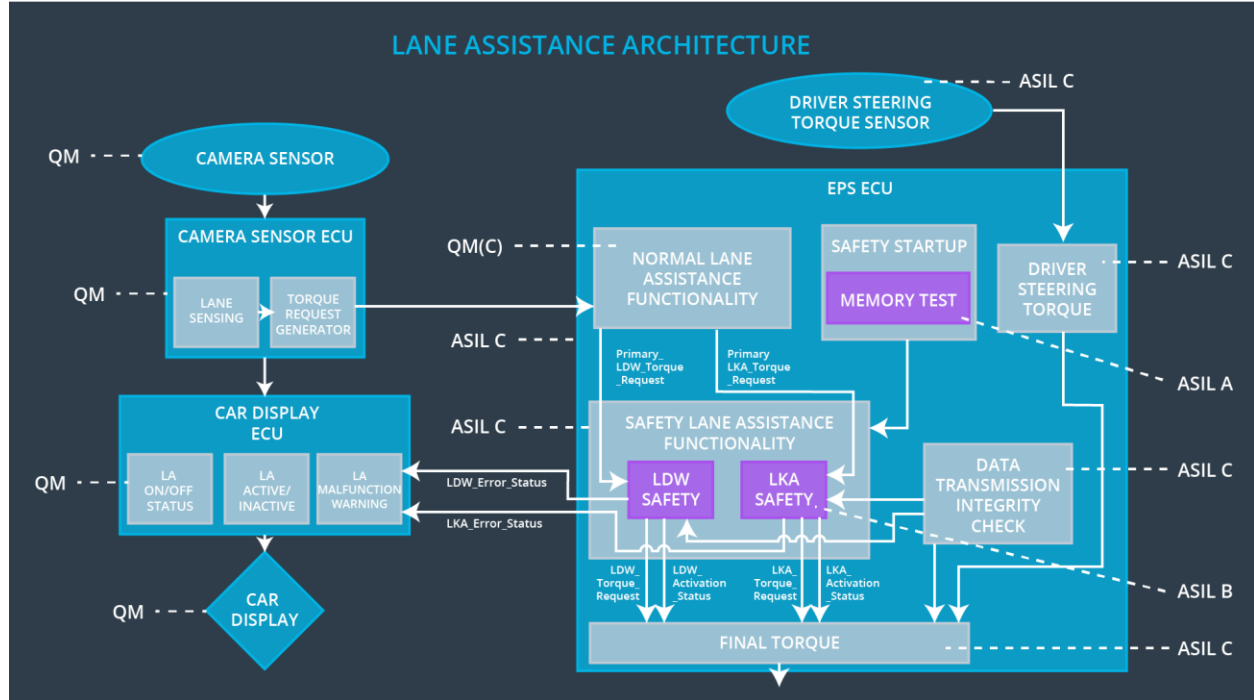 LANE ASSISTANCE ARCHITECTURE
ASIL C
DRIVER STEERING
TORQUE SENSOR
QM
CAMERA SENSOR
EPS ECU
CAMERA SENSOR ECU
QM
LANE
SENSING
TORQUE
REQUEST
GENERATOR
QM(C)
NORMAL LANE
ASSISTANCE
FUNCTIONALITY
SAFETY STARTUP
MEMORY TEST
DRIVER
STEERING
TORQUE
ASIL C
ASIL C
ASIL A
Primary_
LDW_Torque
_Request
Primary
LKA_Torque
_Request
CAR DISPLAY
ECU
QM
LA
ON/OFF
STATUS
LA
ACTIVE/
INACTIVE
LA
MALFUNCTION
WARNING
ASIL C
SAFETY LANE ASSISTANCE
FUNCTIONALITY
LDW
SAFETY
LKA
SAFETY
DATA
TRANSMISSION
INTEGRITY
CHECK
ASIL C
LDW_Error_Status
LKA_Error_Status
LDW_
Torque_
Request
LDW_
Activation
_Status
LKA_
Torque_
Request
LKA_
Activation
_Status
ASIL B
QM
CAR
DISPLAY
FINAL TORQUE
ASIL C